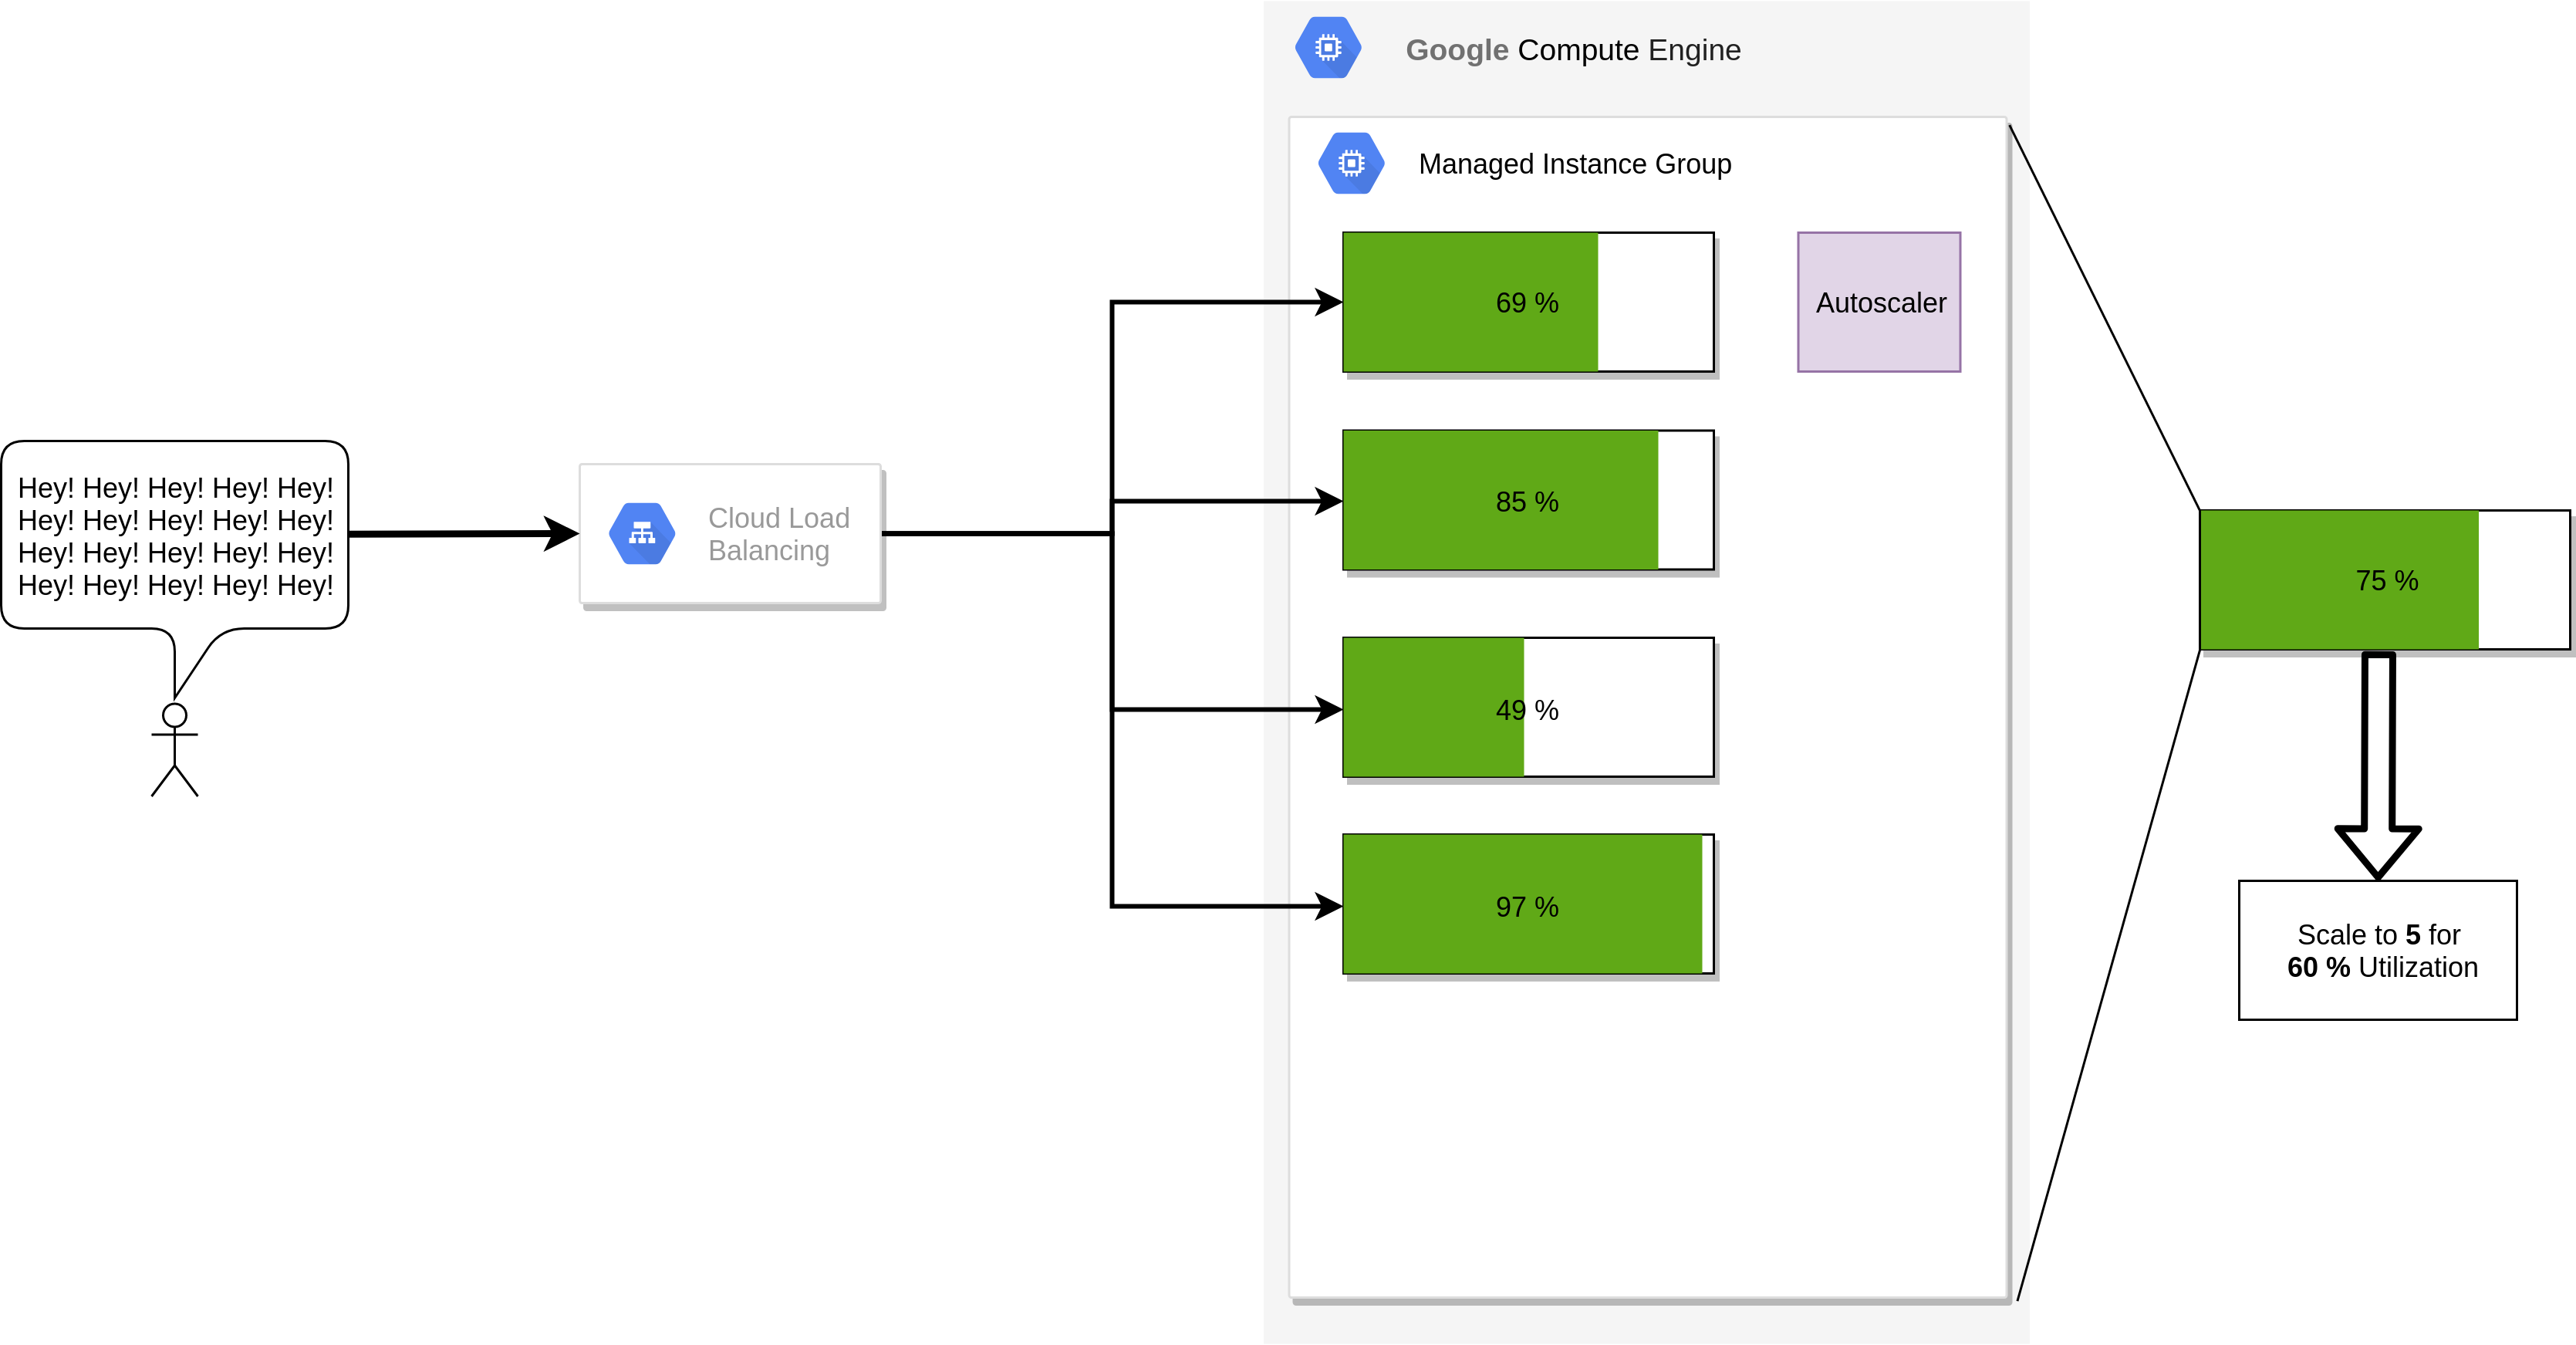 Google Compute Engine
Managed Instance Group
69 %
Autoscaler
Hey! Hey! Hey! Hey! Hey!
Hey! Hey! Hey! Hey! Hey!
Hey! Hey! Hey! Hey! Hey!
Hey! Hey! Hey! Hey! Hey!
Cloud Load
Balancing
85 %
49 %
97 %
75 %
Scale to 5 for
60 % Utilization